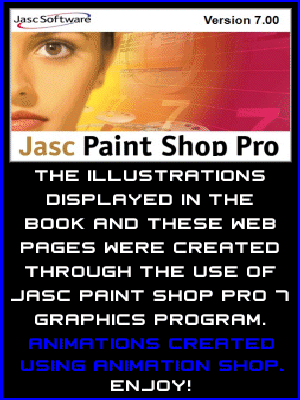 Jasc Software Version 7.00
7 7
Jasc Paint Shop Pro
THE ILLUSTRATIONS
DISPLAYED IN THE
BOOK AND THESE WEB
PAGES WERE CREATED
THROUGH THE USE OF
JASC PAINT SHOP PRO 7
GRAPHICS PROGRAM.
ANIMATIONS CREATED
USING ANIMATION SHOP.
ENJOY!